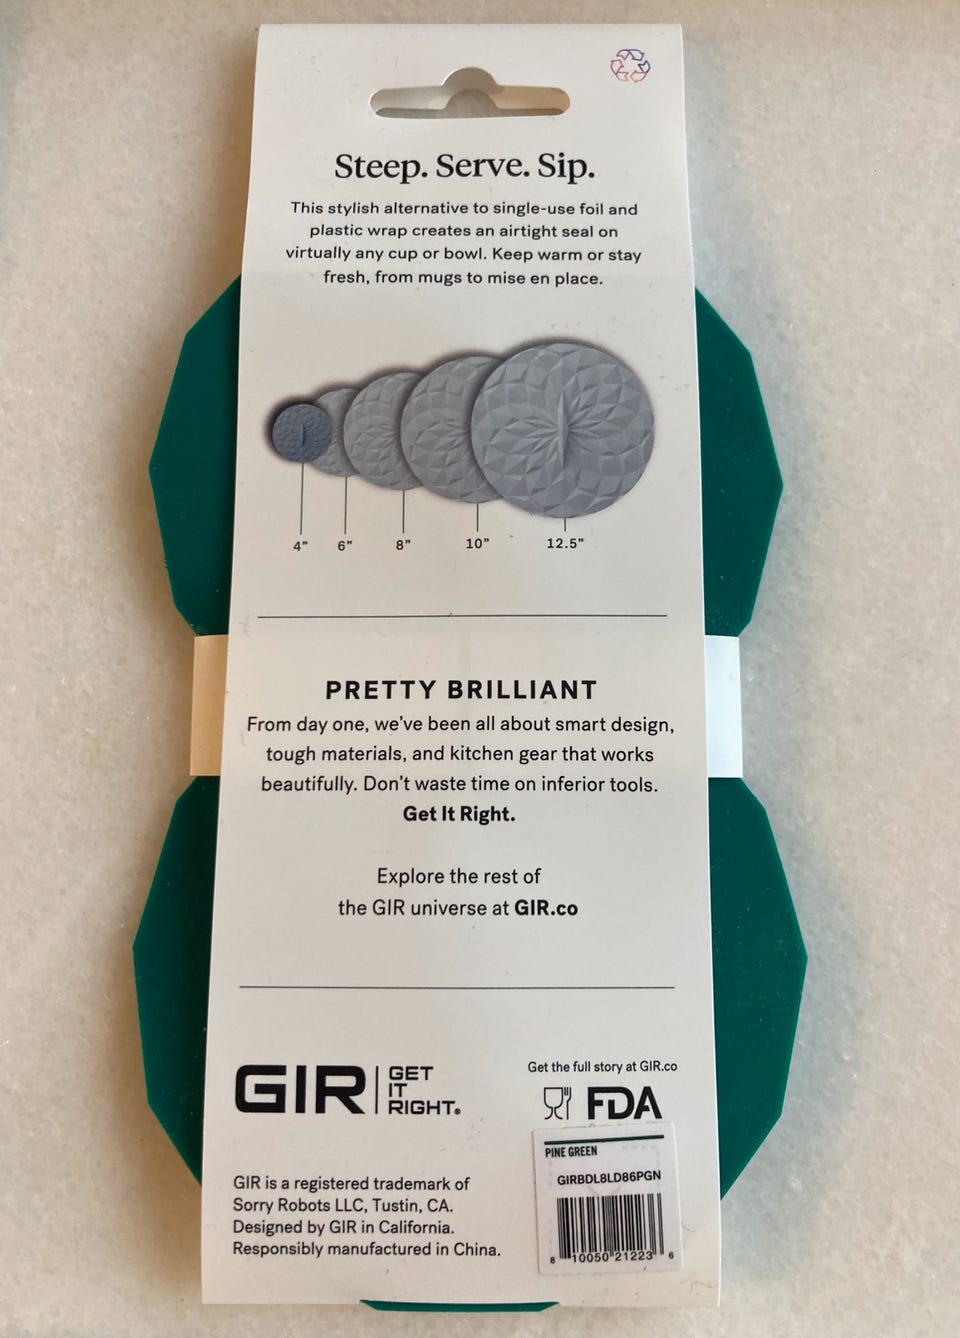 Steep. Serve. Sip.
This stylish alternative to single-use foil and
plastic wrap creates an airtight seal on
virtually any cup or bowl. Keep warm or stay
fresh, from mugs to mise en place.
4” 6” 8” 10” 12.5”
PRETTY BRILLIANT
From day one, we’ve been all about smart design,
tough materials, and kitchen gear that works
beautifully. Don’t waste time on inferior tools.
Get It Right.
Explore the rest of
the GIR universe at GIR.co
GIR
GET
IT
RIGHT®
Get the full story at GIR.co
FDA
GIR is a registered trademark of
Sorry Robots LLC, Tustin, CA.
Designed by GIR in California.
Responsibly manufactured in China.
PINE GREEN
GIRBDL8LD86PGN
8 10050 21223 6